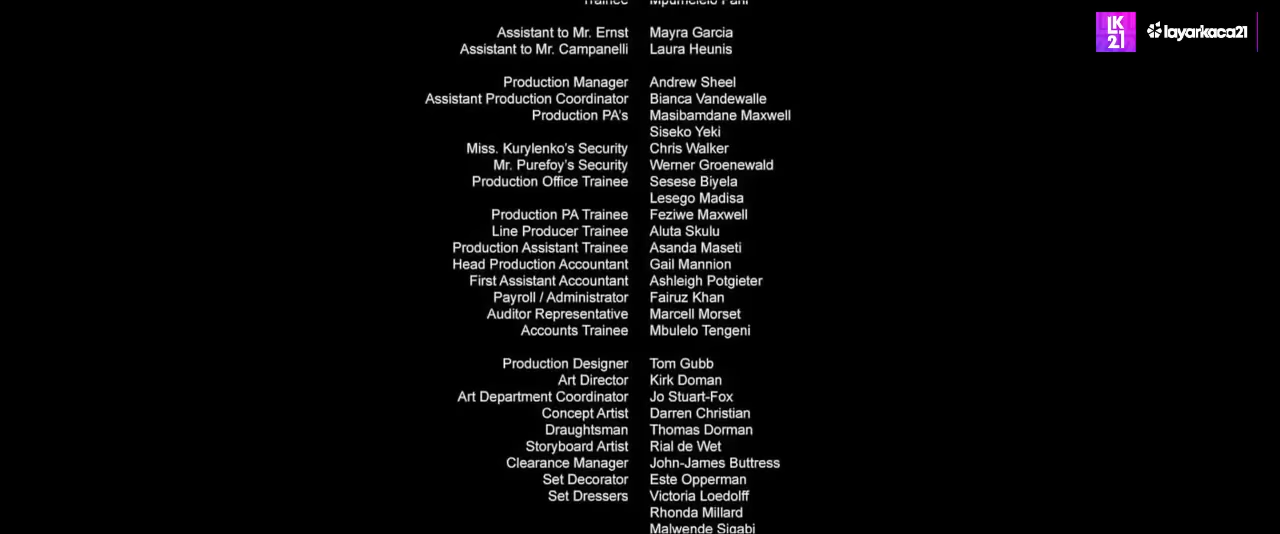 Trainee Mpumelelo Fani
Assistant to Mr. Ernst Mayra Garcia
Assistant to Mr. Campanelli Laura Heunis
Production Manager Andrew Sheel
Assistant Production Coordinator Bianca Vandewalle
Production PA's Masibamdane Maxwell
Siseko Yeki
Miss. Kurylenko's Security Chris Walker
Mr. Purefoy's Security Werner Groenewald
Production Office Trainee Sesese Biyela
Lesego Madisa
Production PA Trainee Feziwe Maxwell
Line Producer Trainee Aluta Skulu
Production Assistant Trainee Asanda Maseti
Head Production Accountant Gail Mannion
First Assistant Accountant Ashleigh Potgieter
Payroll / Administrator Fairuz Khan
Auditor Representative Marcell Morset
Accounts Trainee Mbulelo Tengeni
Production Designer Tom Gubb
Art Director Kirk Doman
Art Department Coordinator Jo Stuart-Fox
Concept Artist Darren Christian
Draughtsman Thomas Dorman
Storyboard Artist Rial de Wet
Clearance Manager John-James Buttress
Set Decorator Este Opperman
Set Dressers Victoria Loedolff
Rhonda Millard
Malwende Sigabi
LK
21
layarkaca21